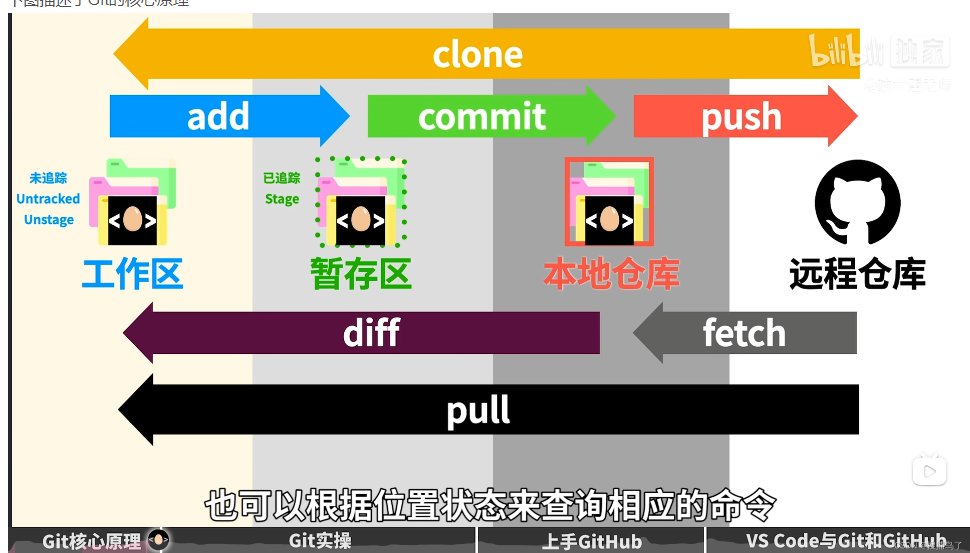 下图描述了Git的核心原理
clone
bilibili 独家
add
commit
push
未追踪
Untracked
Unstage
已追踪
Stage
< >
< >
< >
工作区
暂存区
本地仓库
远程仓库
diff
fetch
pull
也可以根据位置状态来查询相应的命令
Git核心原理
Git实操
上手GitHub
VS Code与Git和GitHub